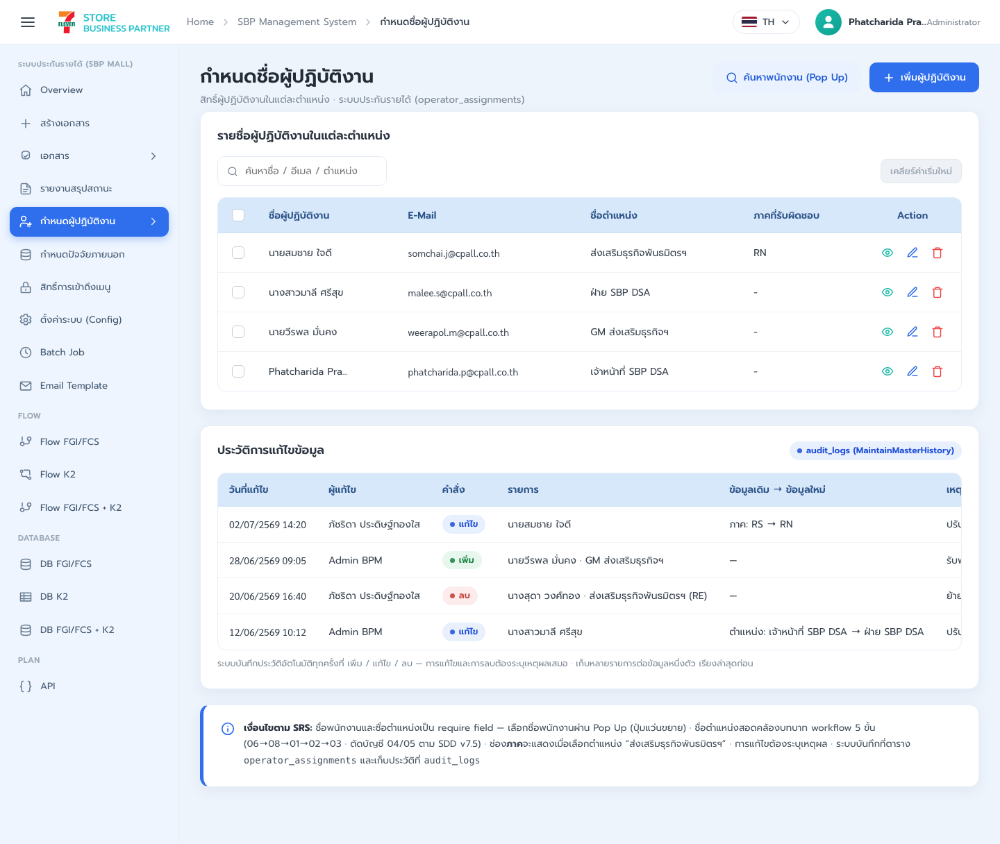 ELEVEN
STORE
BUSINESS PARTNER
Home
SBP Management System
กำหนดชื่อผู้ปฏิบัติงาน
TH
Phatcharida Pra...
Administrator
ระบบประกันรายได้ (SBP MALL)
Overview
สร้างเอกสาร
เอกสาร
รายงานสรุปสถานะ
กำหนดผู้ปฏิบัติงาน
กำหนดปัจจัยภายนอก
สิทธิ์การเข้าถึงเมนู
ตั้งค่าระบบ (Config)
Batch Job
Email Template
FLOW
Flow FGI/FCS
Flow K2
Flow FGI/FCS + K2
DATABASE
DB FGI/FCS
DB K2
DB FGI/FCS + K2
PLAN
API
กำหนดชื่อผู้ปฏิบัติงาน
สิทธิ์ผู้ปฏิบัติงานในแต่ละตำแหน่ง · ระบบประกันรายได้ (operator_assignments)
ค้นหาพนักงาน (Pop Up)
เพิ่มผู้ปฏิบัติงาน
รายชื่อผู้ปฏิบัติงานในแต่ละตำแหน่ง
ค้นหาชื่อ / อีเมล / ตำแหน่ง
เคลียร์ค่าเริ่มใหม่
ชื่อผู้ปฏิบัติงาน E-Mail ชื่อตำแหน่ง ภาคที่รับผิดชอบ Action
นายสมชาย ใจดี somchai.j@cpall.co.th ส่งเสริมธุรกิจพันธมิตรฯ RN
นางสาวมาลี ศรีสุข malee.s@cpall.co.th ฝ่าย SBP DSA -
นายวีรพล มั่นคง weerapol.m@cpall.co.th GM ส่งเสริมธุรกิจฯ -
Phatcharida Pra... phatcharida.p@cpall.co.th เจ้าหน้าที่ SBP DSA -
ประวัติการแก้ไขข้อมูล
audit_logs (MaintainMasterHistory)
วันที่แก้ไข ผู้แก้ไข คำสั่ง รายการ ข้อมูลเดิม → ข้อมูลใหม่
02/07/2569 14:20 ภัชริดา ประดิษฐ์ทองใส แก้ไข นายสมชาย ใจดี ภาค: RS → RN
28/06/2569 09:05 Admin BPM เพิ่ม นายวีรพล มั่นคง · GM ส่งเสริมธุรกิจฯ —
20/06/2569 16:40 ภัชริดา ประดิษฐ์ทองใส ลบ นางสุดา วงศ์ทอง · ส่งเสริมธุรกิจพันธมิตรฯ (RE) — ย้าย
12/06/2569 10:12 Admin BPM แก้ไข นางสาวมาลี ศรีสุข ตำแหน่ง: เจ้าหน้าที่ SBP DSA → ฝ่าย SBP DSA
ระบบบันทึกประวัติอัตโนมัติทุกครั้งที่ เพิ่ม / แก้ไข / ลบ — การแก้ไขและการลบต้องระบุเหตุผลเสมอ · เก็บหลายรายการต่อข้อมูลหนึ่งตัว เรียงล่าสุดก่อน
เงื่อนไขตาม SRS: ชื่อพนักงานและชื่อตำแหน่งเป็น require field — เลือกชื่อพนักงานผ่าน Pop Up (ปุ่มแว่นขยาย) · ชื่อตำแหน่งสอดคล้องบทบาท workflow 5 ขั้น
(06→08→01→02→03 · ตัดบัญชี 04/05 ตาม SDD v7.5) · ช่องภาคจะแสดงเมื่อเลือกตำแหน่ง "ส่งเสริมธุรกิจพันธมิตรฯ" · การแก้ไขต้องระบุเหตุผล · ระบบบันทึกที่ตาราง
operator_assignments และเก็บประวัติที่ audit_logs